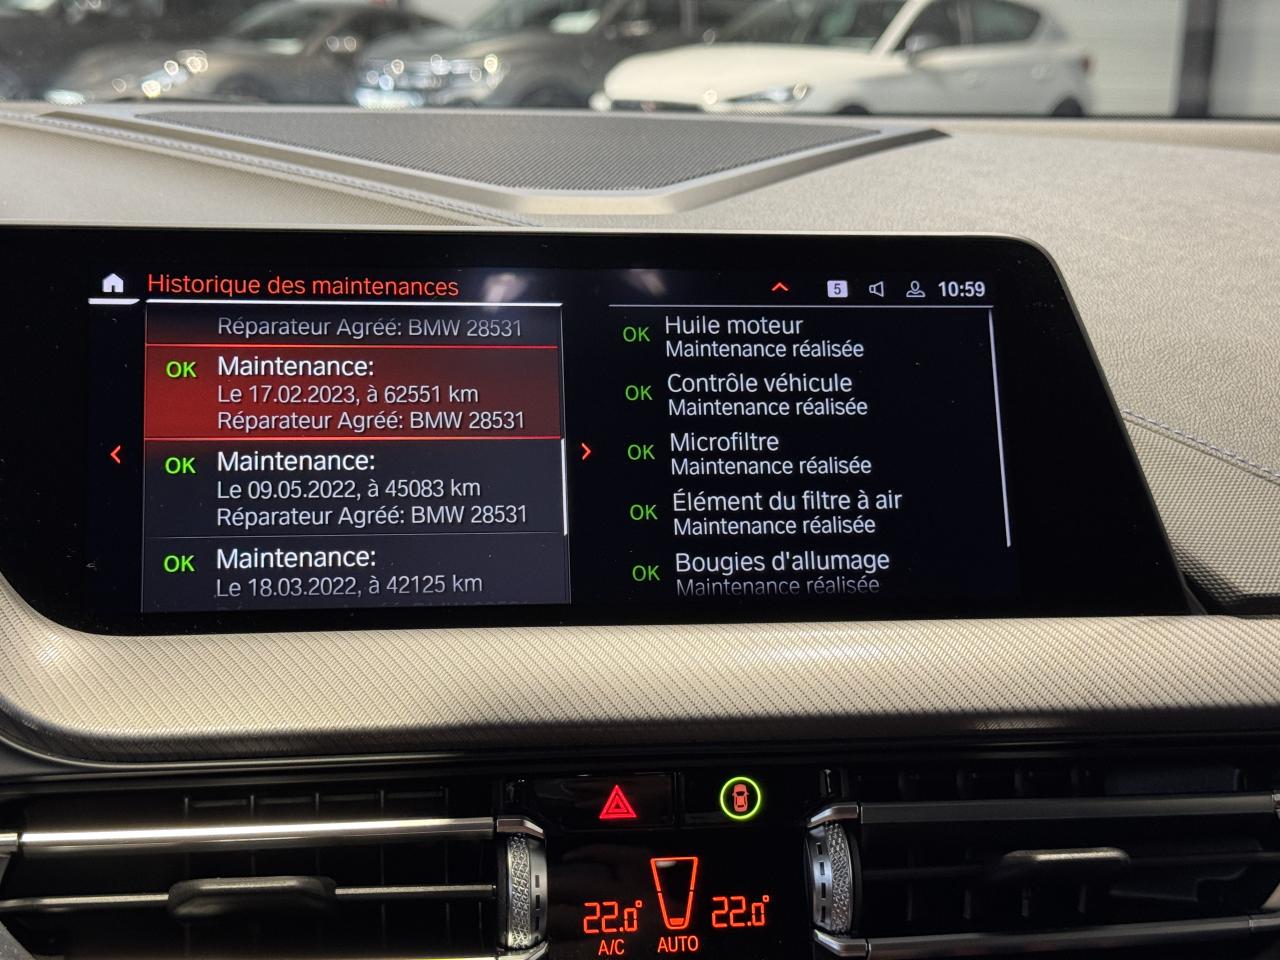 Historique des maintenances
5
10:59
Réparateur Agréé: BMW 28531
OK
Maintenance:
Le 17.02.2023, à 62551 km
Réparateur Agréé: BMW 28531
OK
Maintenance:
Le 09.05.2022, à 45083 km
Réparateur Agréé: BMW 28531
OK
Maintenance:
Le 18.03.2022, à 42125 km
OK
Huile moteur
Maintenance réalisée
OK
Contrôle véhicule
Maintenance réalisée
OK
Microfiltre
Maintenance réalisée
OK
Élément du filtre à air
Maintenance réalisée
OK
Bougies d'allumage
Maintenance réalisée
22.0°
22.0°
A/C
AUTO